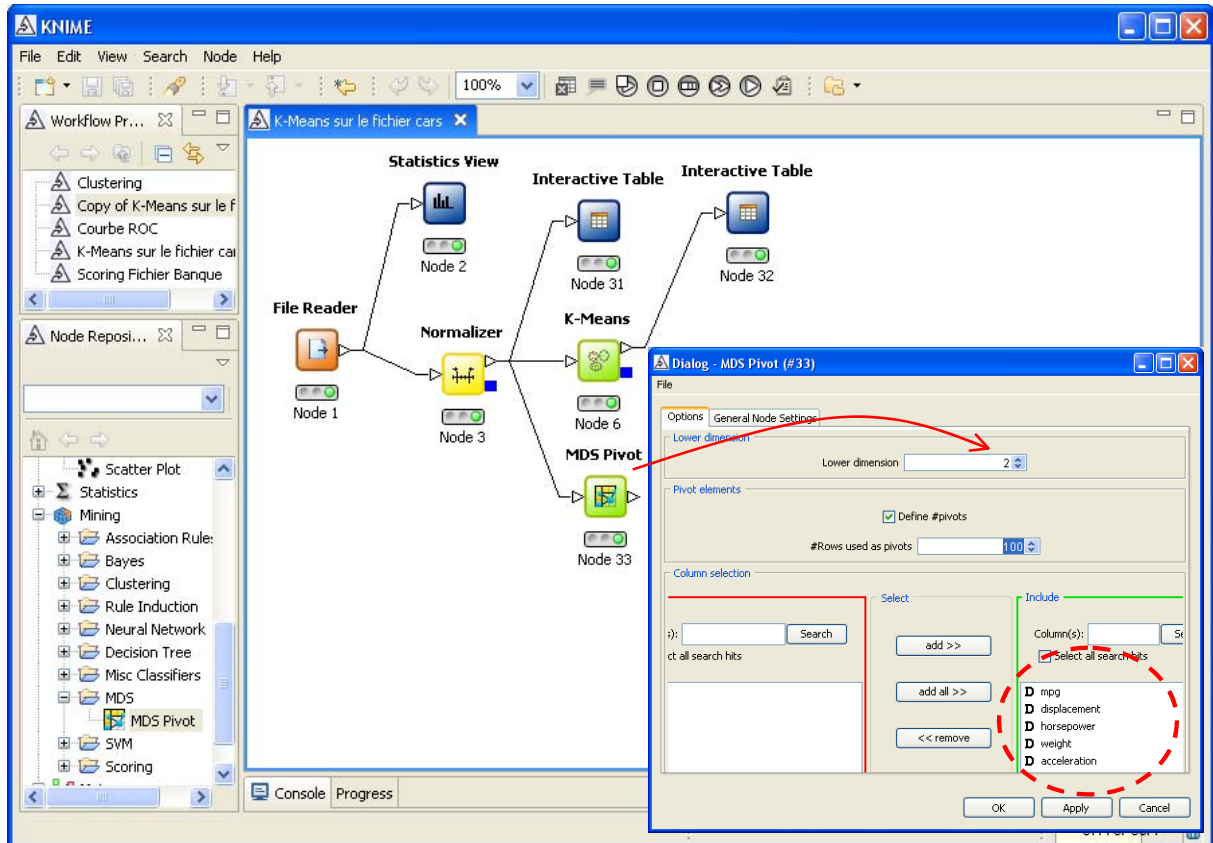 KNIME
File Edit View Search Node Help
100%
Workflow Pr...
Clustering
Copy of K-Means sur le f
Courbe ROC
K-Means sur le fichier car
Scoring Fichier Banque
Node Reposi...
Scatter Plot
Statistics
Mining
Association Rule:
Bayes
Clustering
Rule Induction
Neural Network
Decision Tree
Misc Classifiers
MDS
MDS Pivot
SVM
Scoring
K-Means sur le fichier cars
Statistics View
Node 2
Interactive Table
Node 31
Interactive Table
Node 32
File Reader
Node 1
Normalizer
Node 3
K-Means
Node 6
MDS Pivot
Node 33
Console Progress
Dialog - MDS Pivot (#33)
File
Options General Node Settings
Lower dimension
Lower dimension 2
Pivot elements
Define #pivots
#Rows used as pivots 100
Column selection
Select
Include
;): Search
ct all search hits
add >>
add all >>
<< remove
Column(s): Se
Select all search hits
D mpg
D displacement
D horsepower
D weight
D acceleration
OK Apply Cancel